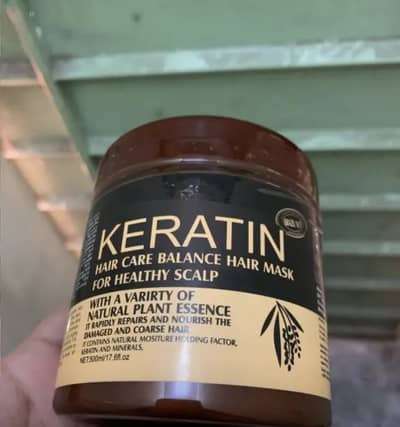 KERATIN
HAIR CARE BALANCE HAIR MASK
FOR HEALTHY SCALP
WITH A VARIRTY OF
NATURAL PLANT ESSENCE
IT RAPIDLY REPAIRS AND NOURISH THE
DAMAGED AND COARSE HAIR
IT CONTAINS NATURAL MOSITURE HOLDING FACTOR,
KERATIN AND MINERALS.
NET:500ml/17.6fl.oz